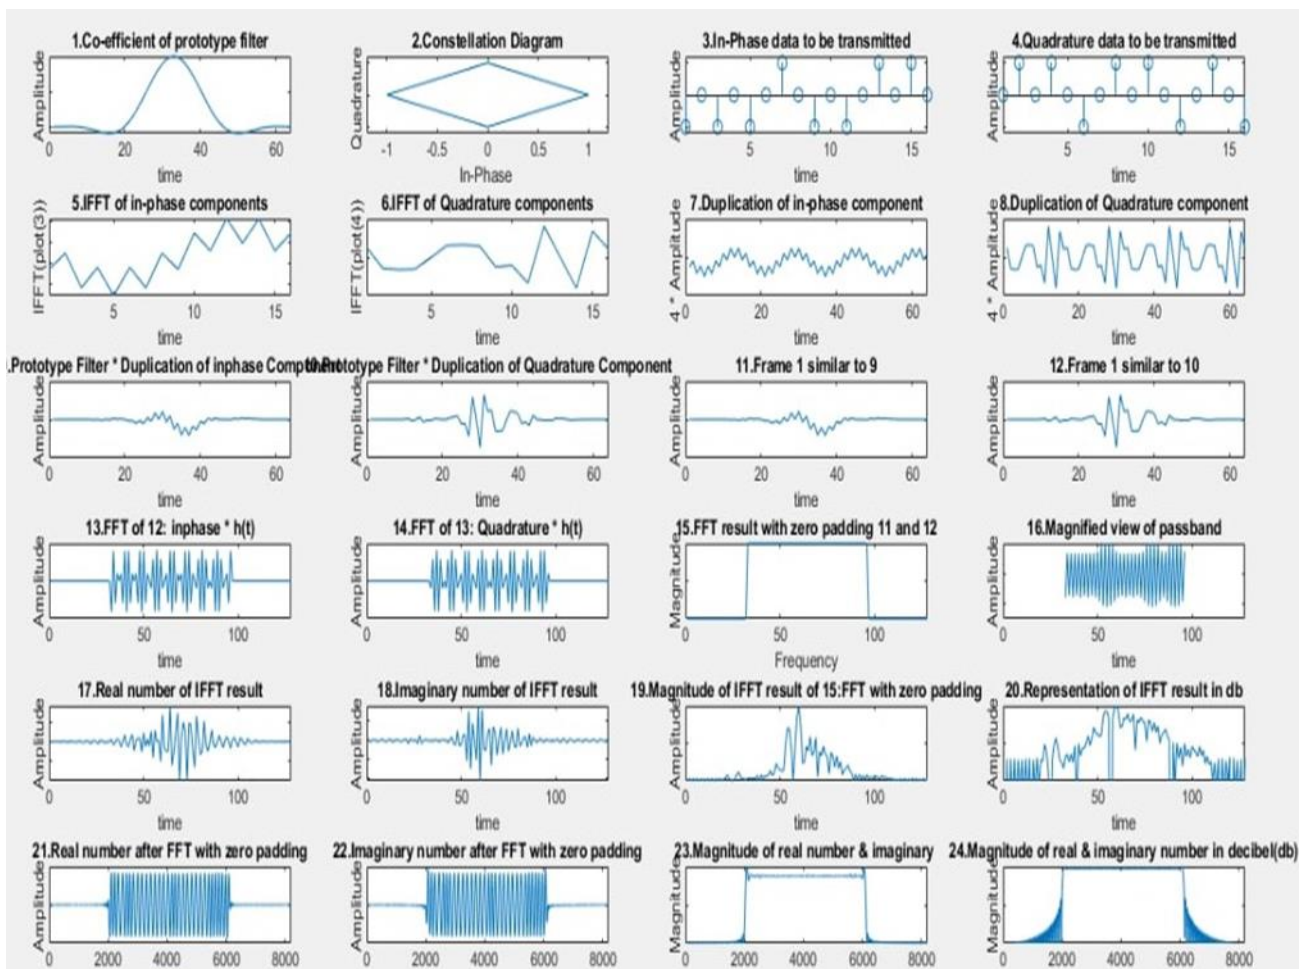 1.Co-efficient of prototype filter
Amplitude
0 20 40 60
time
2.Constellation Diagram
Quadrature
-1 -0.5 0 0.5 1
In-Phase
3.In-Phase data to be transmitted
Amplitude
5 10 15
time
4.Quadrature data to be transmitted
Amplitude
5 10 15
time
5.IFFT of in-phase components
IFFT(plot(3))
5 10 15
time
6.IFFT of Quadrature components
IFFT(plot(4))
5 10 15
time
7.Duplication of in-phase component
4 * Amplitude
0 20 40 60
time
8.Duplication of Quadrature component
4 * Amplitude
0 20 40 60
time
.Prototype Filter * Duplication of inphase
Amplitude
0 20 40 60
time
Prototype Filter * Duplication of Quadrature Component
Amplitude
0 20 40 60
time
11.Frame 1 similar to 9
Amplitude
0 20 40 60
time
12.Frame 1 similar to 10
Amplitude
0 20 40 60
time
13.FFT of 12: inphase * h(t)
Amplitude
0 50 100
time
14.FFT of 13: Quadrature * h(t)
Amplitude
0 50 100
time
15.FFT result with zero padding 11 and 12
Magnitude
0 50 100
Frequency
16.Magnified view of passband
Amplitude
0 50 100
time
17.Real number of IFFT result
Amplitude
0 50 100
time
18.Imaginary number of IFFT result
Amplitude
0 50 100
time
19.Magnitude of IFFT result of 15:FFT with zero padding
Amplitude
0 50 100
time
20.Representation of IFFT result in db
Amplitude
0 50 100
time
21.Real number after FFT with zero padding
Amplitude
0 2000 4000 6000 8000
22.Imaginary number after FFT with zero padding
Amplitude
0 2000 4000 6000 8000
23.Magnitude of real number & imaginary
Magnitude
0 2000 4000 6000 8000
24.Magnitude of real & imaginary number in decibel(db)
Magnitude
0 2000 4000 6000 8000